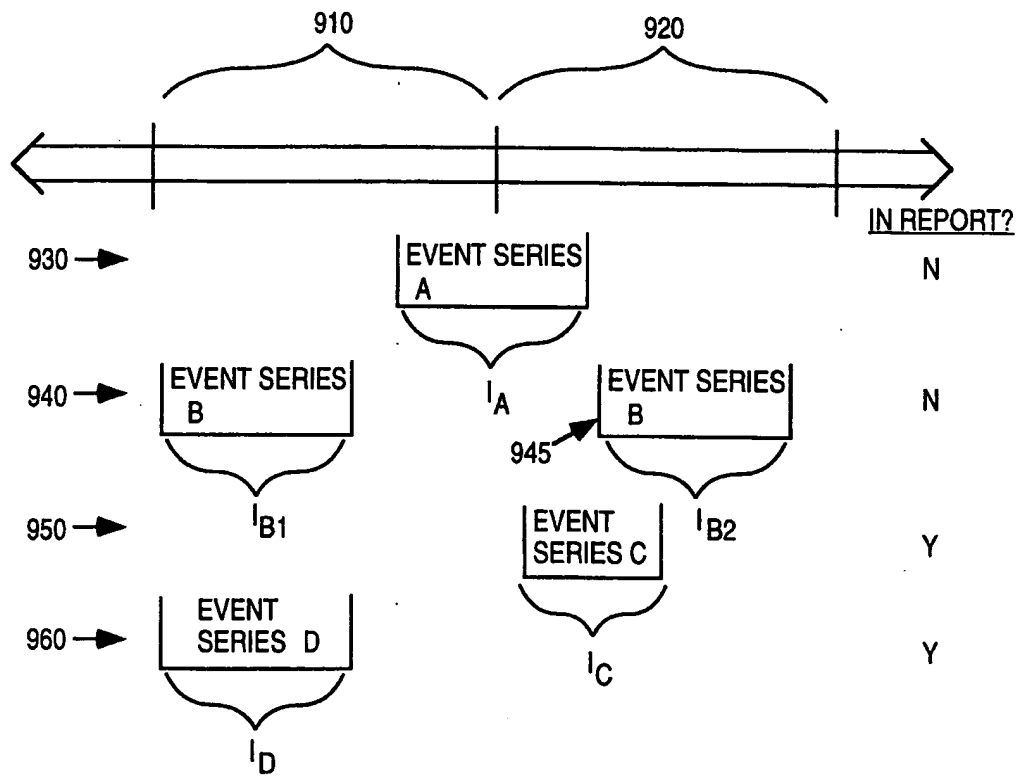 910
920
IN REPORT?
930
EVENT SERIES
A
N
I_A
940
EVENT SERIES
B
EVENT SERIES
B
N
945
I_B1
I_B2
950
EVENT
SERIES C
Y
I_C
960
EVENT
SERIES D
Y
I_D